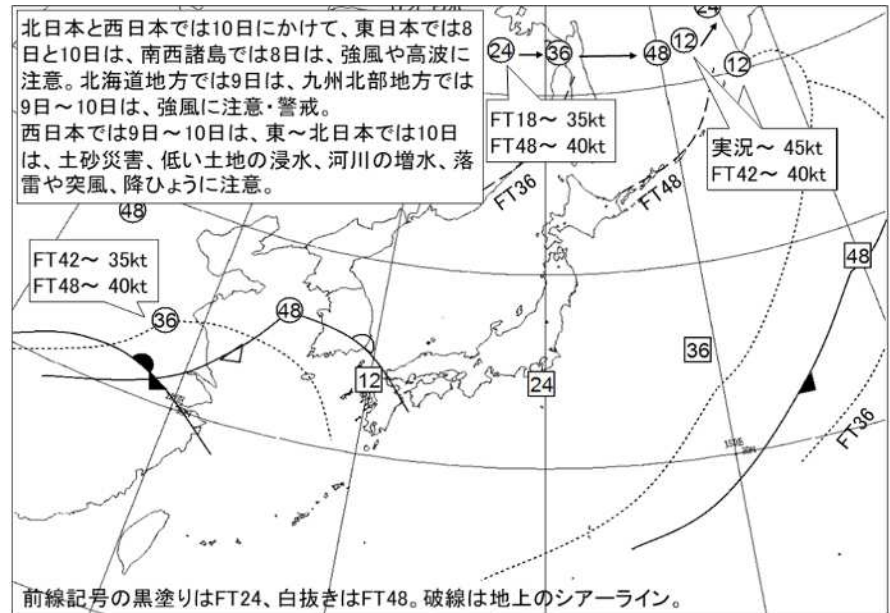 北日本と西日本では10日にかけて、東日本では8
日と10日は、南西諸島では8日は、強風や高波に
注意。北海道地方では9日は、九州北部地方では
9日～10日は、強風に注意・警戒。
西日本では9日～10日は、東～北日本では10日
は、土砂災害、低い土地の浸水、河川の増水、落
雷や突風、降ひょうに注意。
24
24
36
48
12
12
FT18～ 35kt
FT48～ 40kt
実況～ 45kt
FT42～ 40kt
FT36
FT48
48
FT42～ 35kt
FT48～ 40kt
48
36
48
36
12
24
FT36
前線記号の黒塗りはFT24、白抜きはFT48。破線は地上のシアーライン。